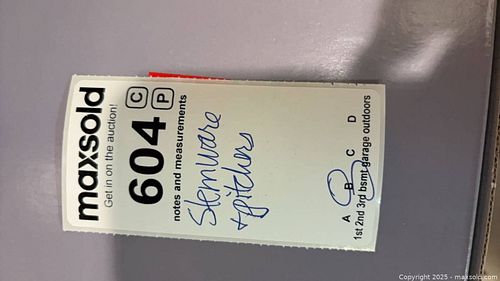 maxsold
Get in on the auction!
604 C P
notes and measurements
Stemware
+pitchers
A B C D
1st 2nd 3rd bsmt garage outdoors
Copyright 2025 - maxsold.com